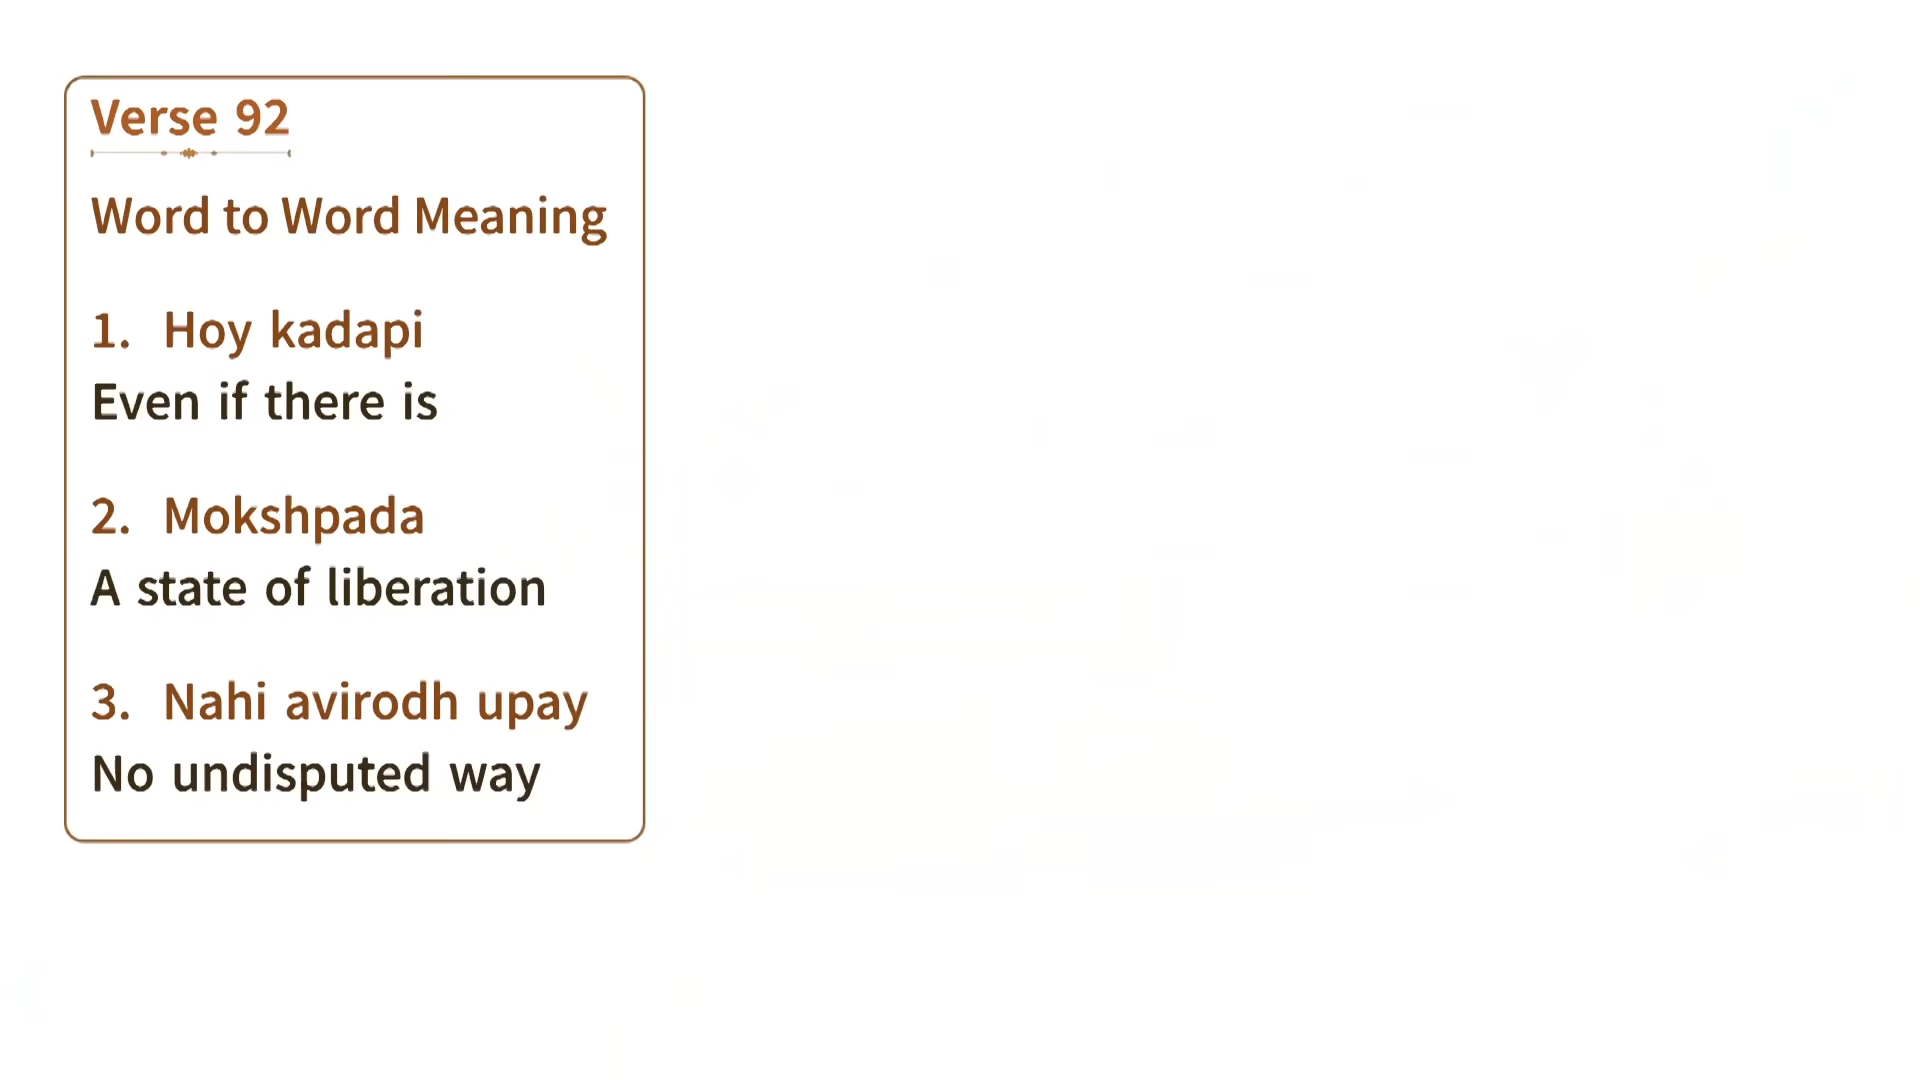 Verse 92
Word to Word Meaning
1. Hoy kadapi
Even if there is
2. Mokshpada
A state of liberation
3. Nahi avirodh upay
No undisputed way